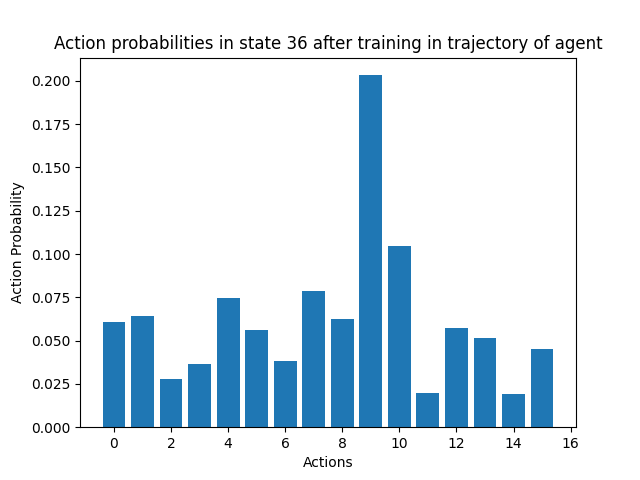 Action probabilities in state 36 after training in trajectory of agent
0.200
0.175
0.150
0.125
0.100
0.075
0.050
0.025
0.000
Action Probability
0 2 4 6 8 10 12 14 16
Actions